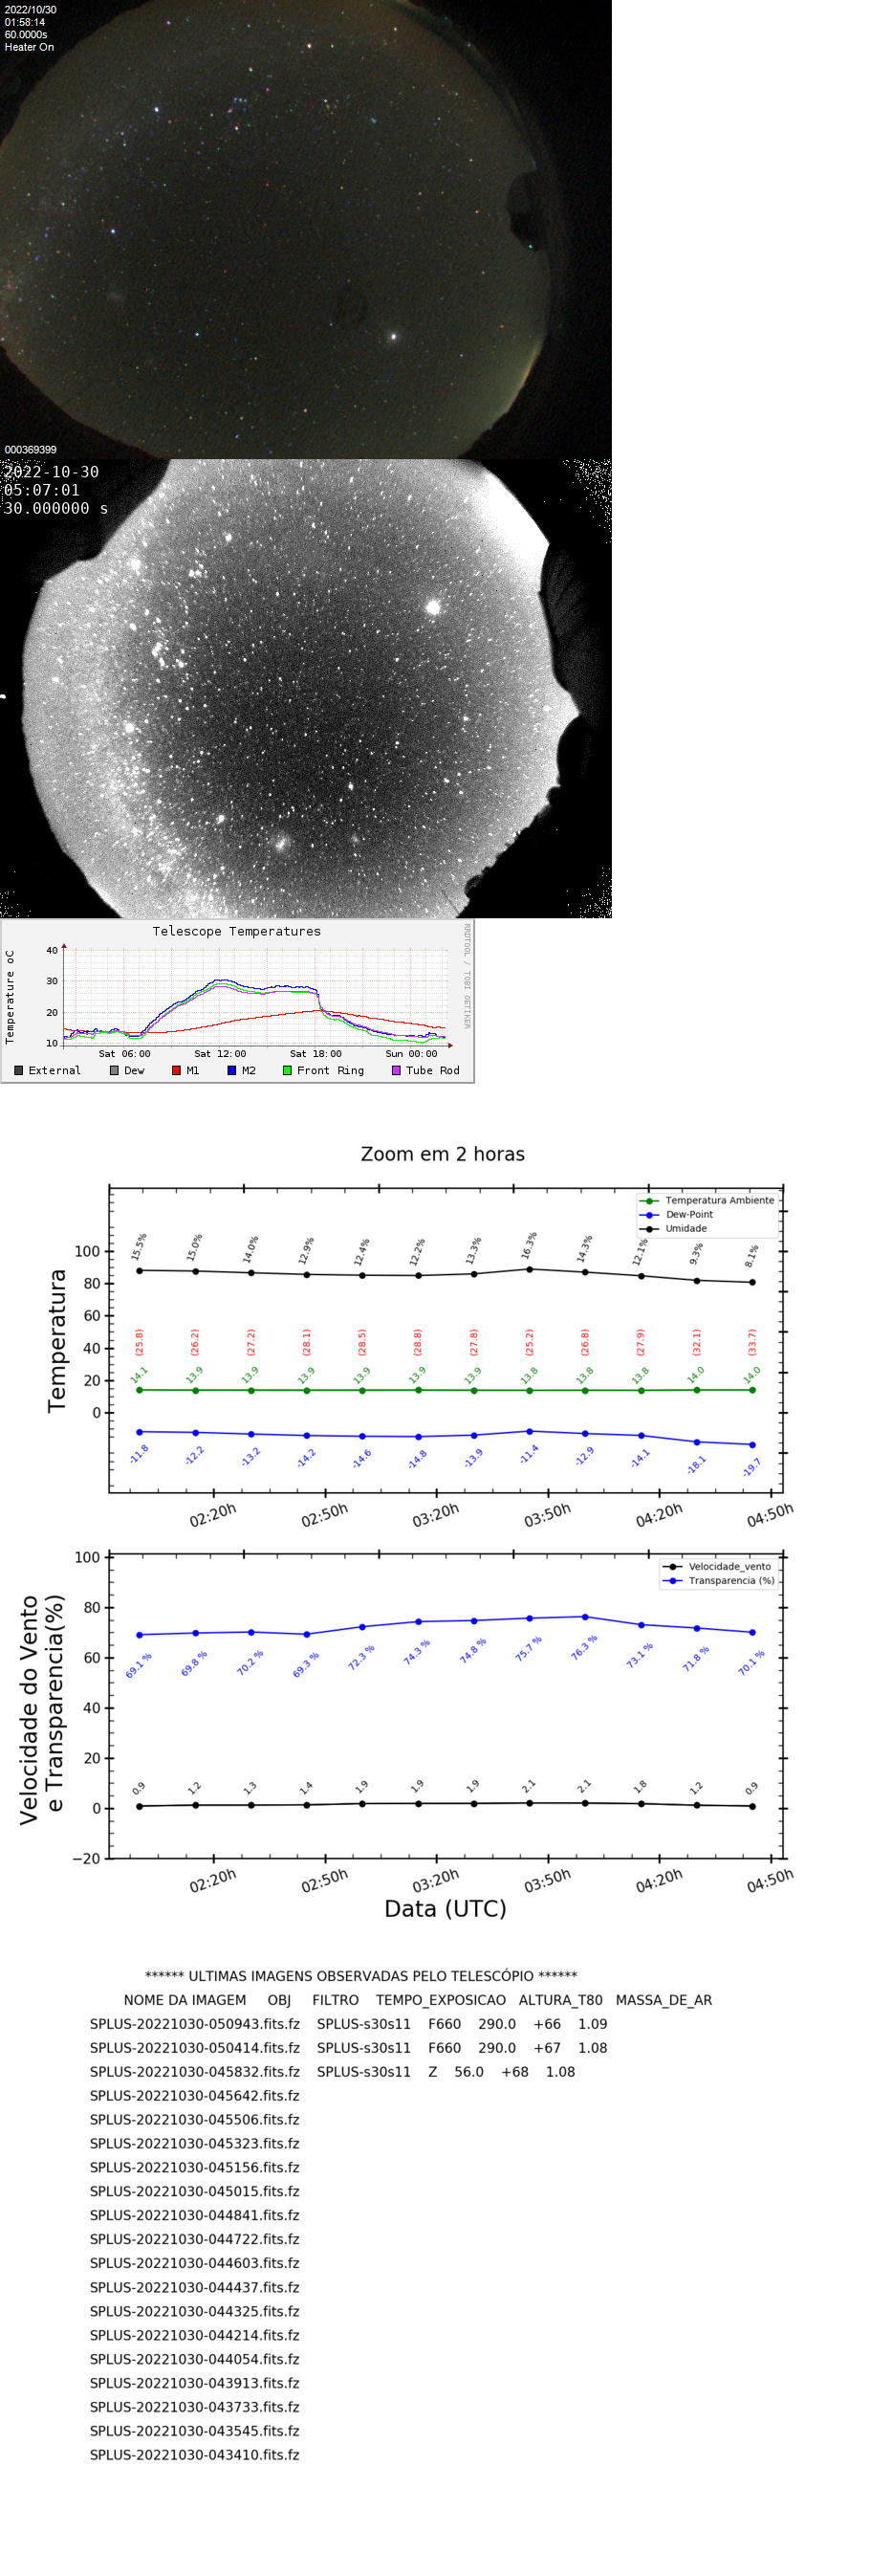 2022/10/30
01:58:14
60.0000s
Heater On
000369399
2022-10-30
05:07:01
30.000000 s
Telescope Temperatures
Temperature oC
40
30
20
10
Sat 06:00 Sat 12:00 Sat 18:00 Sun 00:00
External Dew M1 M2 Front Ring Tube Rod
RRDTOOL / TOBI OETIKER
Zoom em 2 horas
Temperatura
Temperatura Ambiente
Dew-Point
Umidade
100
80
60
40
20
0
15.5% 15.0% 14.0% 12.9% 12.4% 12.2% 13.3% 16.3% 14.3% 12.1% 9.3% 8.1%
(25.8) (26.2) (27.2) (28.1) (28.5) (28.8) (27.8) (25.2) (26.8) (27.9) (32.1) (33.7)
14.1 13.9 13.9 13.9 13.9 13.9 13.9 13.8 13.8 13.8 14.0 14.0
-11.8 -12.2 -13.2 -14.2 -14.6 -14.8 -13.9 -11.4 -12.9 -14.1 -18.1 -19.7
02:20h 02:50h 03:20h 03:50h 04:20h 04:50h
Velocidade do Vento
e Transparencia(%)
Velocidade_vento
Transparencia (%)
100
80
60
40
20
0
−20
69.1 % 69.8 % 70.2 % 69.3 % 72.3 % 74.3 % 74.8 % 75.7 % 76.3 % 73.1 % 71.8 % 70.1 %
0.9 1.2 1.3 1.4 1.9 1.9 1.9 2.1 2.1 1.8 1.2 0.9
02:20h 02:50h 03:20h 03:50h 04:20h 04:50h
Data (UTC)
****** ULTIMAS IMAGENS OBSERVADAS PELO TELESCÓPIO ******
NOME DA IMAGEM OBJ FILTRO TEMPO_EXPOSICAO ALTURA_T80 MASSA_DE_AR
SPLUS-20221030-050943.fits.fz SPLUS-s30s11 F660 290.0 +66 1.09
SPLUS-20221030-050414.fits.fz SPLUS-s30s11 F660 290.0 +67 1.08
SPLUS-20221030-045832.fits.fz SPLUS-s30s11 Z 56.0 +68 1.08
SPLUS-20221030-045642.fits.fz
SPLUS-20221030-045506.fits.fz
SPLUS-20221030-045323.fits.fz
SPLUS-20221030-045156.fits.fz
SPLUS-20221030-045015.fits.fz
SPLUS-20221030-044841.fits.fz
SPLUS-20221030-044722.fits.fz
SPLUS-20221030-044603.fits.fz
SPLUS-20221030-044437.fits.fz
SPLUS-20221030-044325.fits.fz
SPLUS-20221030-044214.fits.fz
SPLUS-20221030-044054.fits.fz
SPLUS-20221030-043913.fits.fz
SPLUS-20221030-043733.fits.fz
SPLUS-20221030-043545.fits.fz
SPLUS-20221030-043410.fits.fz